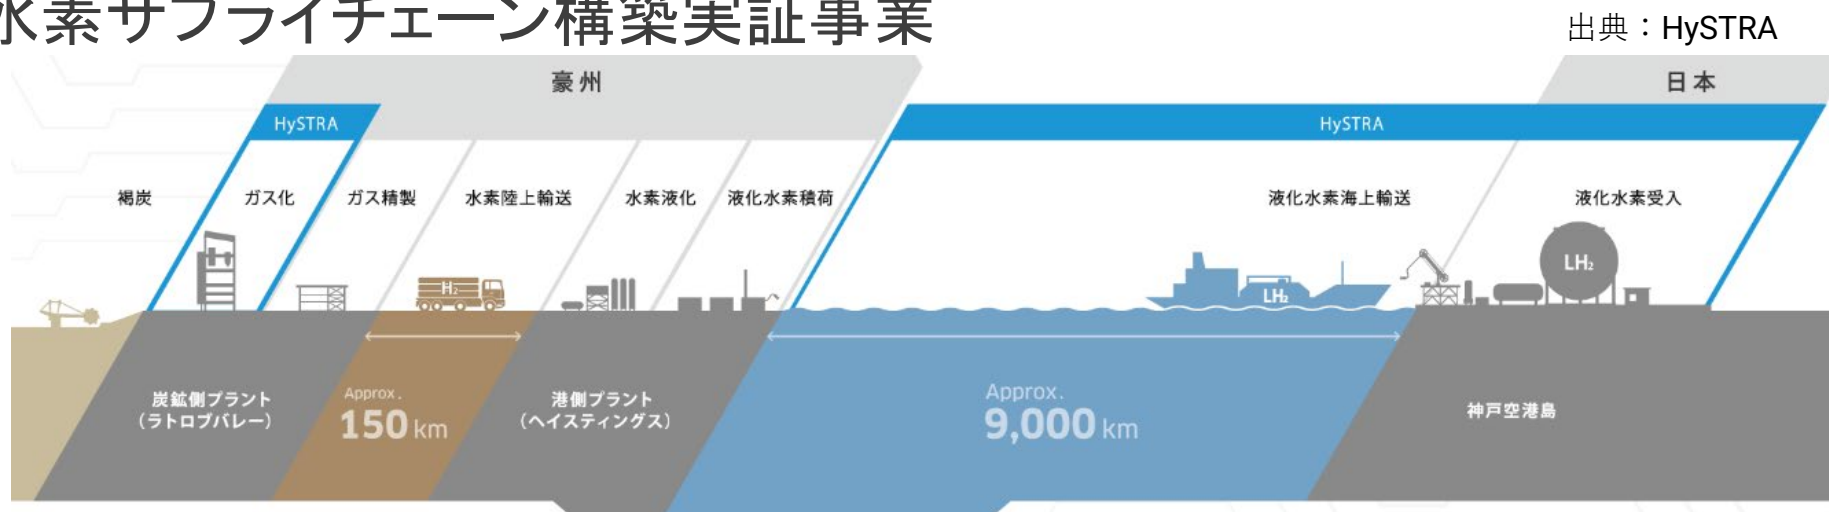 水素サプライチェーン構築実証事業
出典：HySTRA
豪州
日本
HySTRA
HySTRA
褐炭
ガス化
ガス精製
水素陸上輸送
水素液化
液化水素積荷
液化水素海上輸送
液化水素受入
H₂
LH₂
LH₂
炭鉱側プラント
（ラトロブバレー）
Approx.
150 km
港側プラント
（ヘイスティングス）
Approx.
9,000 km
神戸空港島